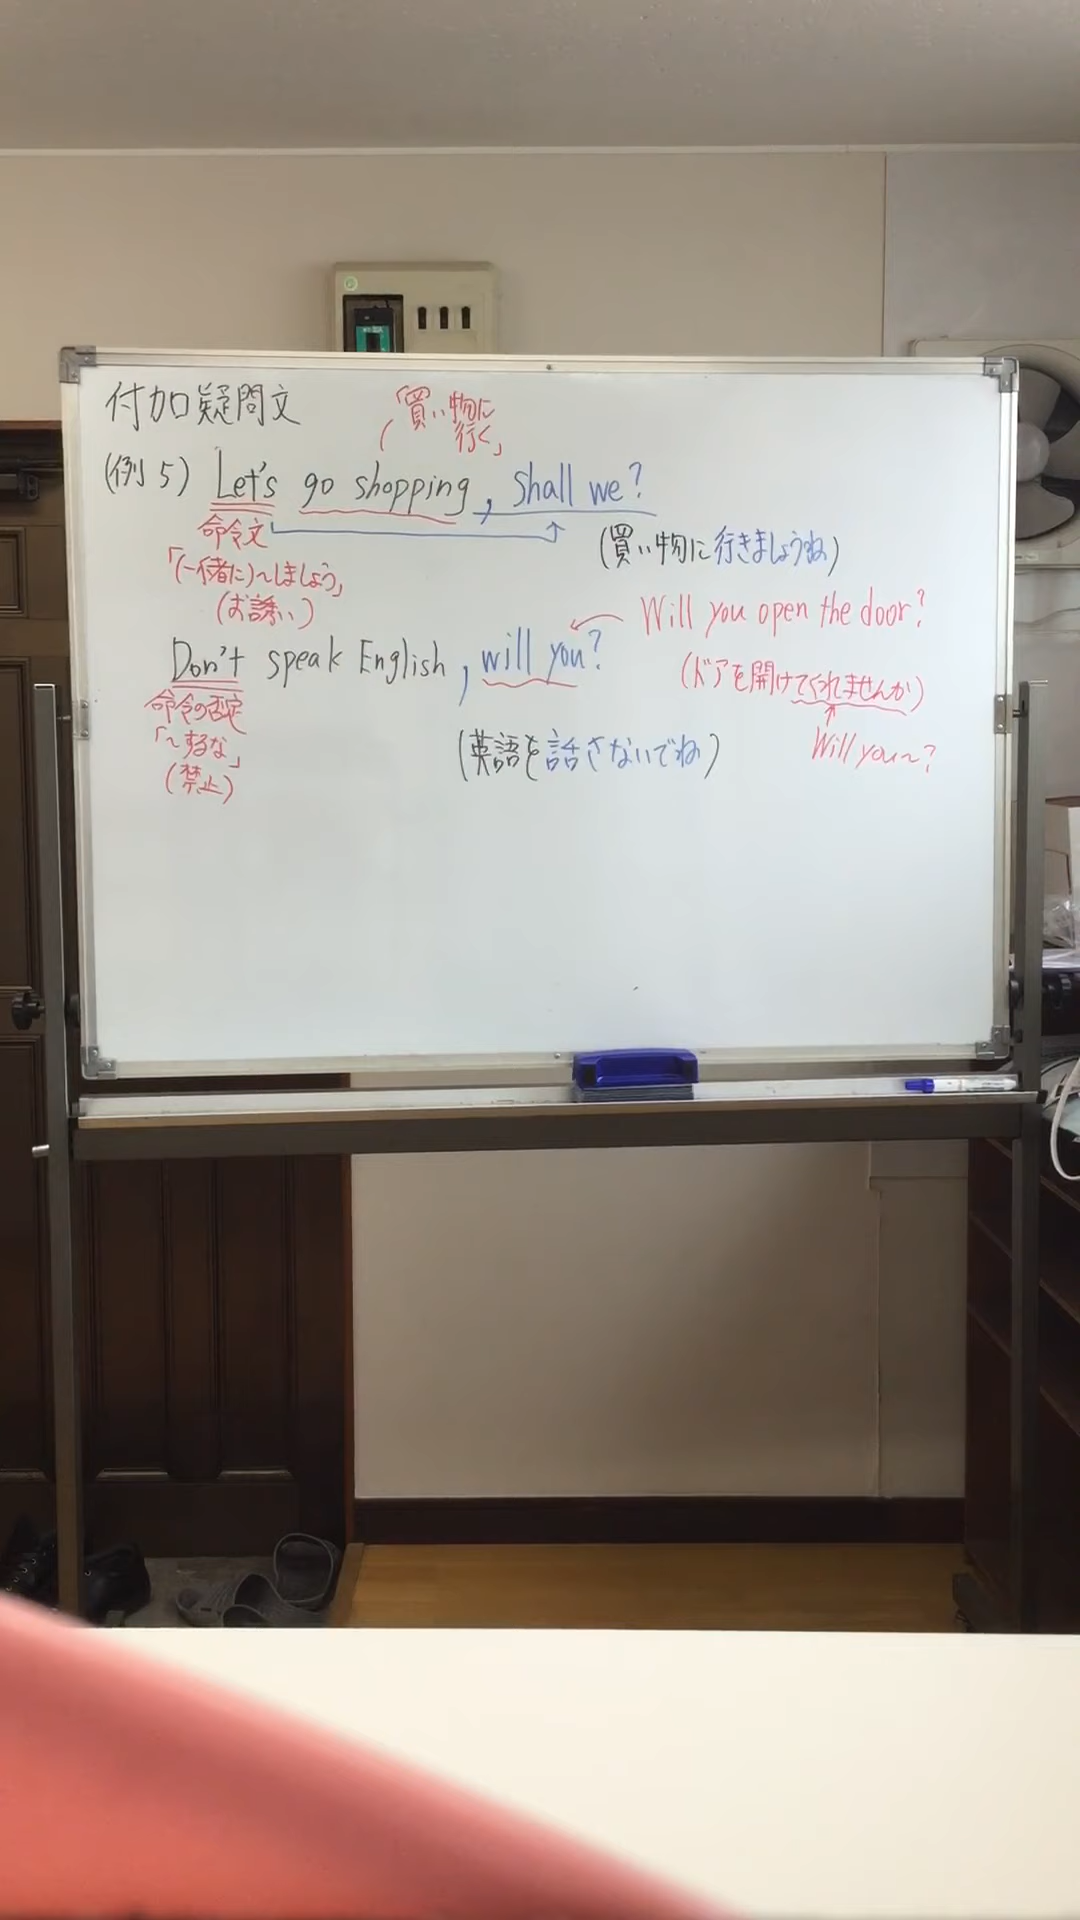 付加疑問文
「買い物に
行く」
(例5) Let's go shopping, shall we?
命令文
(買い物に行きましょうね)
「(一緒に)~しましょう」
(お誘い)
Will you open the door?
Don't speak English, will you?
(ドアを開けてくれませんか)
命令の否定
「~するな」
(英語を話さないでね)
Will you~?
(禁止)